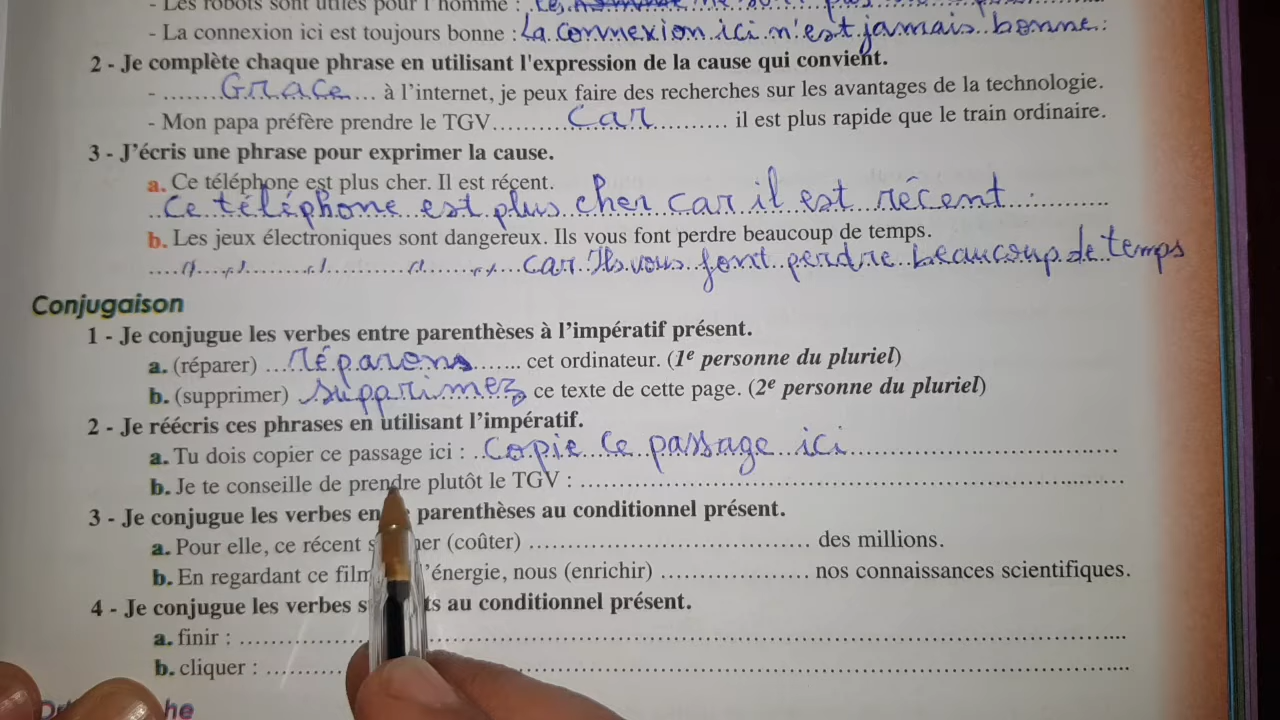 - Les robots sont utiles pour l'homme :
- La connexion ici est toujours bonne : La connexion ici n'est jamais bonne.
2 - Je complète chaque phrase en utilisant l'expression de la cause qui convient.
- ....... Grace ... à l'internet, je peux faire des recherches sur les avantages de la technologie.
- Mon papa préfère prendre le TGV ........ Car ........ il est plus rapide que le train ordinaire.
3 - J'écris une phrase pour exprimer la cause.
a. Ce téléphone est plus cher. Il est récent.
Ce téléphone est plus cher car il est rêcent.
b. Les jeux électroniques sont dangereux. Ils vous font perdre beaucoup de temps.
car Ils vous font perdre beaucoup de temps
Conjugaison
1 - Je conjugue les verbes entre parenthèses à l'impératif présent.
a. (réparer) ... réparons ...... cet ordinateur. (1e personne du pluriel)
b. (supprimer) supprimez ce texte de cette page. (2e personne du pluriel)
2 - Je réécris ces phrases en utilisant l'impératif.
a. Tu dois copier ce passage ici : Copie ce passage ici
b. Je te conseille de prendre plutôt le TGV :
3 - Je conjugue les verbes parenthèses au conditionnel présent.
a. Pour elle, ce récent (coûter) ........ des millions.
b. En regardant ce film l'énergie, nous (enrichir) ........ nos connaissances scientifiques.
4 - Je conjugue les verbes au conditionnel présent.
a. finir :
b. cliquer :